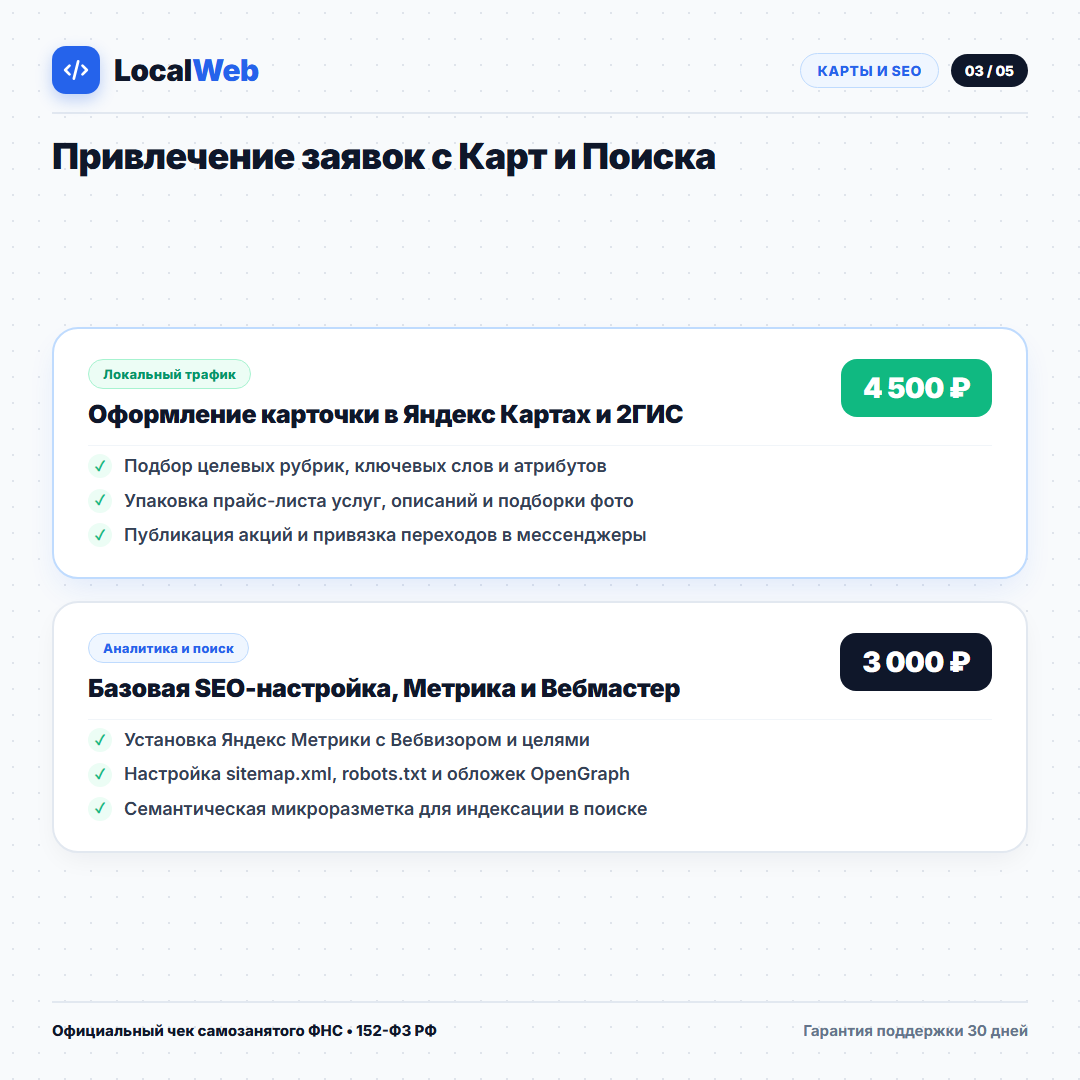 LocalWeb
КАРТЫ И SEO
03 / 05
Привлечение заявок с Карт и Поиска
Локальный трафик
4 500 ₽
Оформление карточки в Яндекс Картах и 2ГИС
✓ Подбор целевых рубрик, ключевых слов и атрибутов
✓ Упаковка прайс-листа услуг, описаний и подборки фото
✓ Публикация акций и привязка переходов в мессенджеры
Аналитика и поиск
3 000 ₽
Базовая SEO-настройка, Метрика и Вебмастер
✓ Установка Яндекс Метрики с Вебвизором и целями
✓ Настройка sitemap.xml, robots.txt и обложек OpenGraph
✓ Семантическая микроразметка для индексации в поиске
Официальный чек самозанятого ФНС • 152-ФЗ РФ
Гарантия поддержки 30 дней